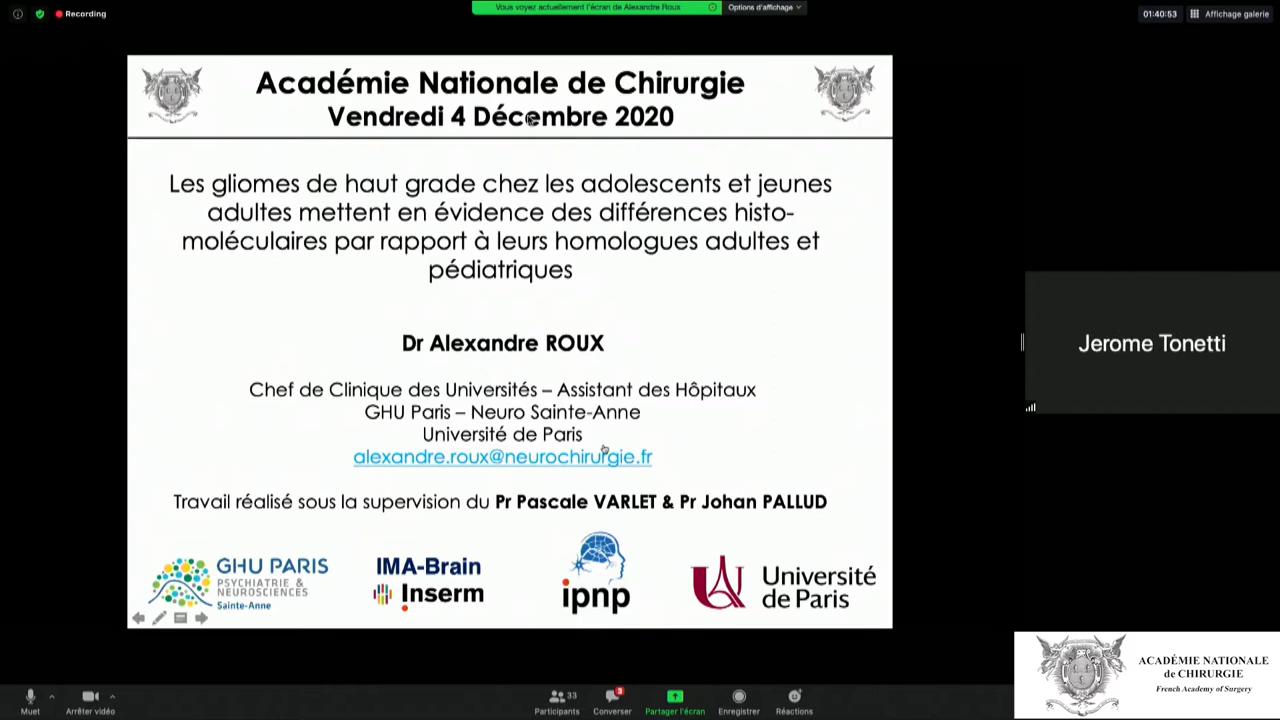 Recording
Vous voyez actuellement l'écran de Alexandre Roux
Options d'affichage
01:40:53
Affichage galerie
Académie Nationale de Chirurgie
Vendredi 4 Décembre 2020
Les gliomes de haut grade chez les adolescents et jeunes
adultes mettent en évidence des différences histo-
moléculaires par rapport à leurs homologues adultes et
pédiatriques
Dr Alexandre ROUX
Chef de Clinique des Universités – Assistant des Hôpitaux
GHU Paris – Neuro Sainte-Anne
Université de Paris
alexandre.roux@neurochirurgie.fr
Travail réalisé sous la supervision du Pr Pascale VARLET & Pr Johan PALLUD
GHU PARIS
PSYCHIATRIE &
NEUROSCIENCES
Sainte-Anne
IMA-Brain
Inserm
ipnp
Université
de Paris
Jerome Tonetti
ACADÉMIE NATIONALE
de CHIRURGIE
French Academy of Surgery
Muet
Arrêter vidéo
33
Participants
3
Converser
Partager l'écran
Enregistrer
Réactions